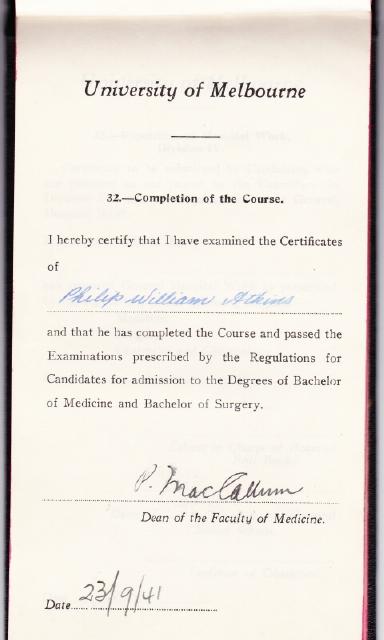 University of Melbourne
32.—Completion of the Course.
I hereby certify that I have examined the Certificates
of
Philip William Atkins
and that he has completed the Course and passed the
Examinations prescribed by the Regulations for
Candidates for admission to the Degrees of Bachelor
of Medicine and Bachelor of Surgery.
P. MacCallum
Dean of the Faculty of Medicine.
Date 23/9/41